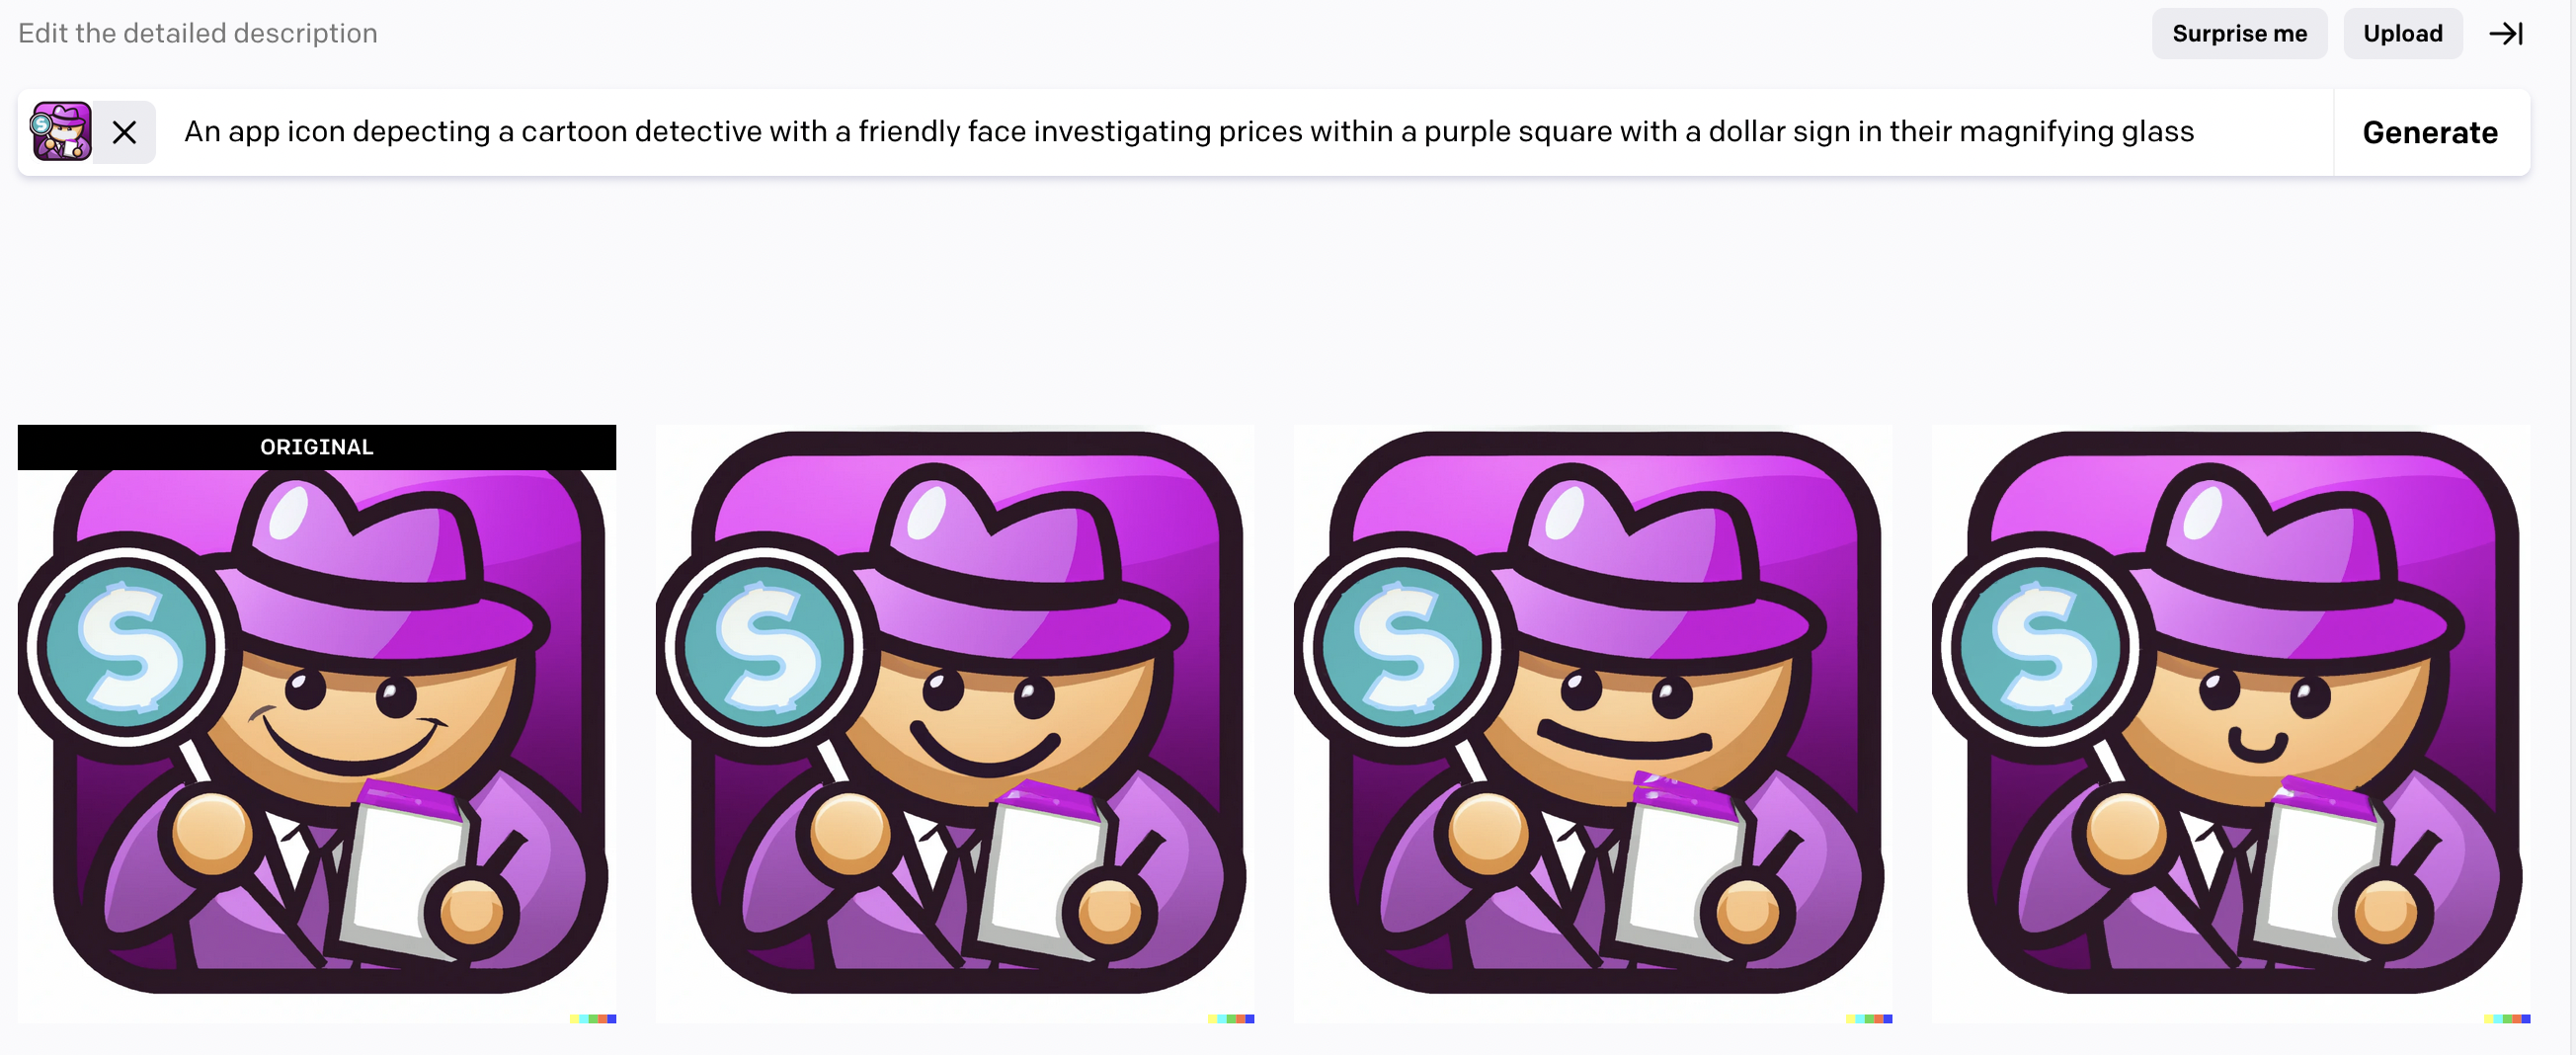 Edit the detailed description
Surprise me
Upload
An app icon depecting a cartoon detective with a friendly face investigating prices within a purple square with a dollar sign in their magnifying glass
Generate
ORIGINAL
$
$
$
$